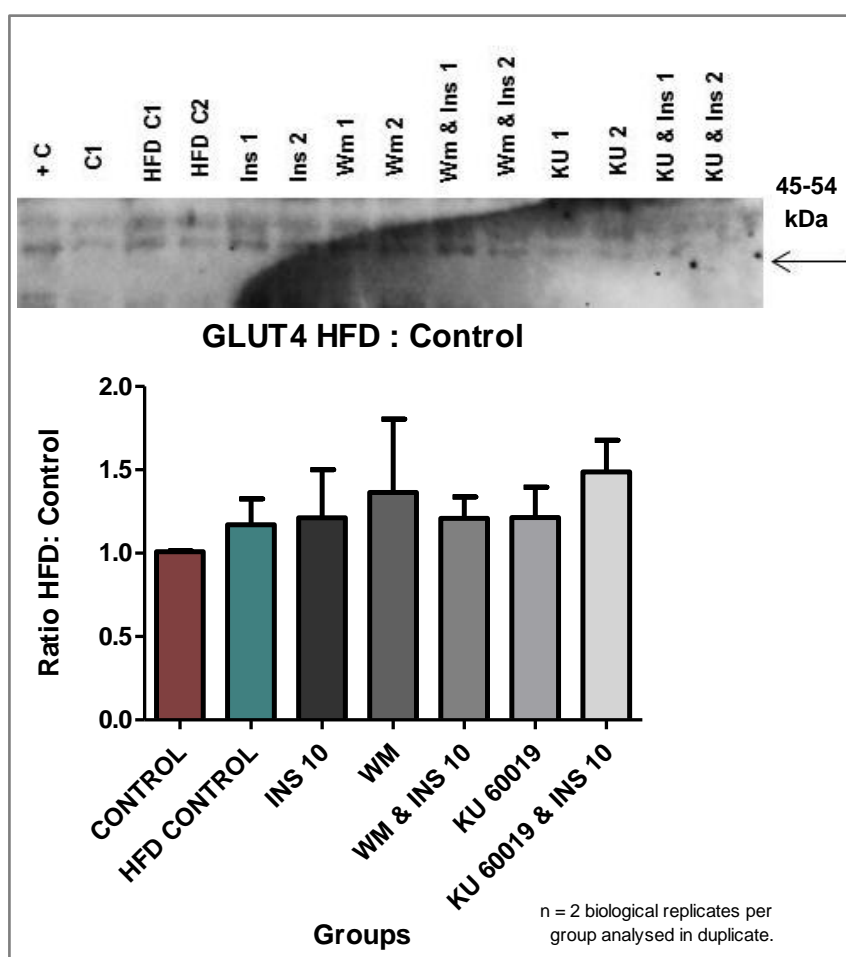 + C
C1
HFD C1
HFD C2
Ins 1
Ins 2
Wm 1
Wm 2
Wm & Ins 1
Wm & Ins 2
KU 1
KU 2
KU & Ins 1
KU & Ins 2
45-54
kDa
GLUT4 HFD : Control
Ratio HFD: Control
2.0
1.5
1.0
0.5
0.0
CONTROL
HFD CONTROL
INS 10
WM
WM & INS 10
KU 60019
KU 60019 & INS 10
Groups
n = 2 biological replicates per
group analysed in duplicate.